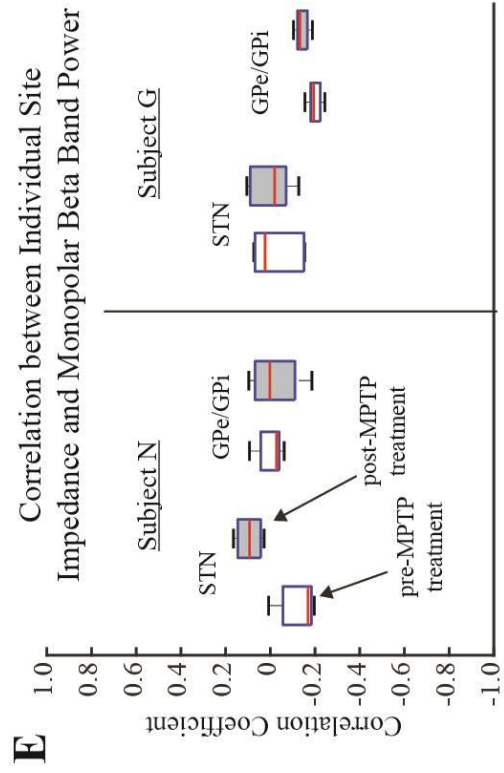 E
Correlation between Individual Site
Impedance and Monopolar Beta Band Power
Subject N
Subject G
STN
GPe/GPi
STN
GPe/GPi
pre-MPTP
treatment
post-MPTP
treatment
Correlation Coefficient
1.0
0.8
0.6
0.4
0.2
0
-0.2
-0.4
-0.6
-0.8
-1.0